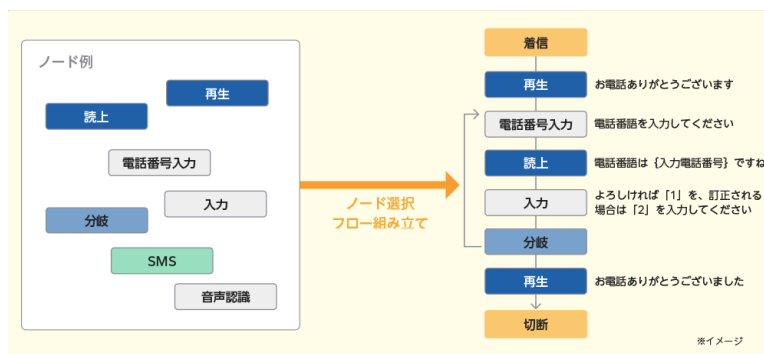 ノード例
再生
読上
電話番号入力
入力
分岐
SMS
音声認識
ノード選択
フロー組み立て
着信
再生
お電話ありがとうございます
電話番号入力
電話番語を入力してください
読上
電話番語は {入力電話番号} ですね
入力
よろしければ「1」を、訂正される
場合は「2」を入力してください
分岐
再生
お電話ありがとうございました
切断
※イメージ